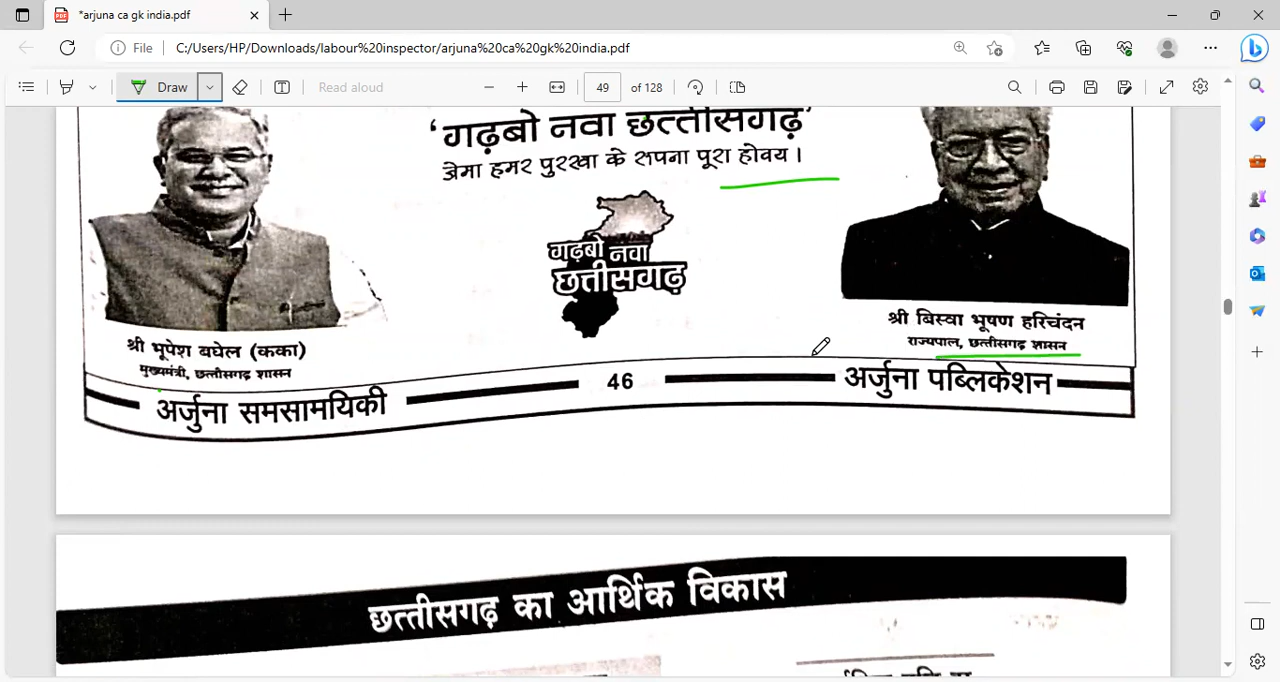 *arjuna ca gk india.pdf
File C:/Users/HP/Downloads/labour%20inspector/arjuna%20ca%20gk%20india.pdf
Draw Read aloud 49 of 128
'गढ़बो नवा छत्तीसगढ़'
जेमा हमर पुरखा के सपना पूरा होवय।
गढ़बो नवा
छत्तीसगढ़
श्री भूपेश बघेल (कका)
मुख्यमंत्री, छत्तीसगढ़ शासन
श्री बिस्वा भूषण हरिचंदन
राज्यपाल, छत्तीसगढ़ शासन
अर्जुना समसामयिकी 46 अर्जुना पब्लिकेशन
छत्तीसगढ़ का आर्थिक विकास